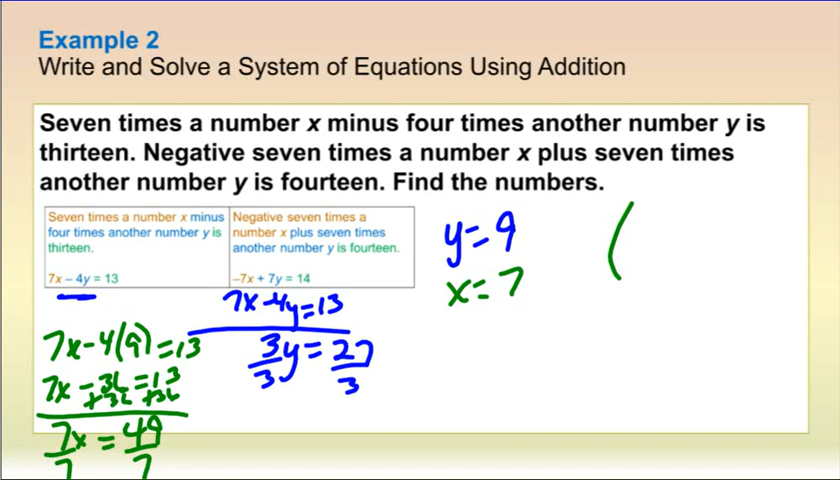 Example 2
Write and Solve a System of Equations Using Addition
Seven times a number x minus four times another number y is
thirteen. Negative seven times a number x plus seven times
another number y is fourteen. Find the numbers.
Seven times a number x minus
four times another number y is
thirteen.
7x – 4y = 13
Negative seven times a
number x plus seven times
another number y is fourteen.
–7x + 7y = 14
7x-4y=13
3y = 27
3 3
y=9
x=7
(
7x-4(9)=13
7x -36=13
+36 +36
7x = 49
7 7